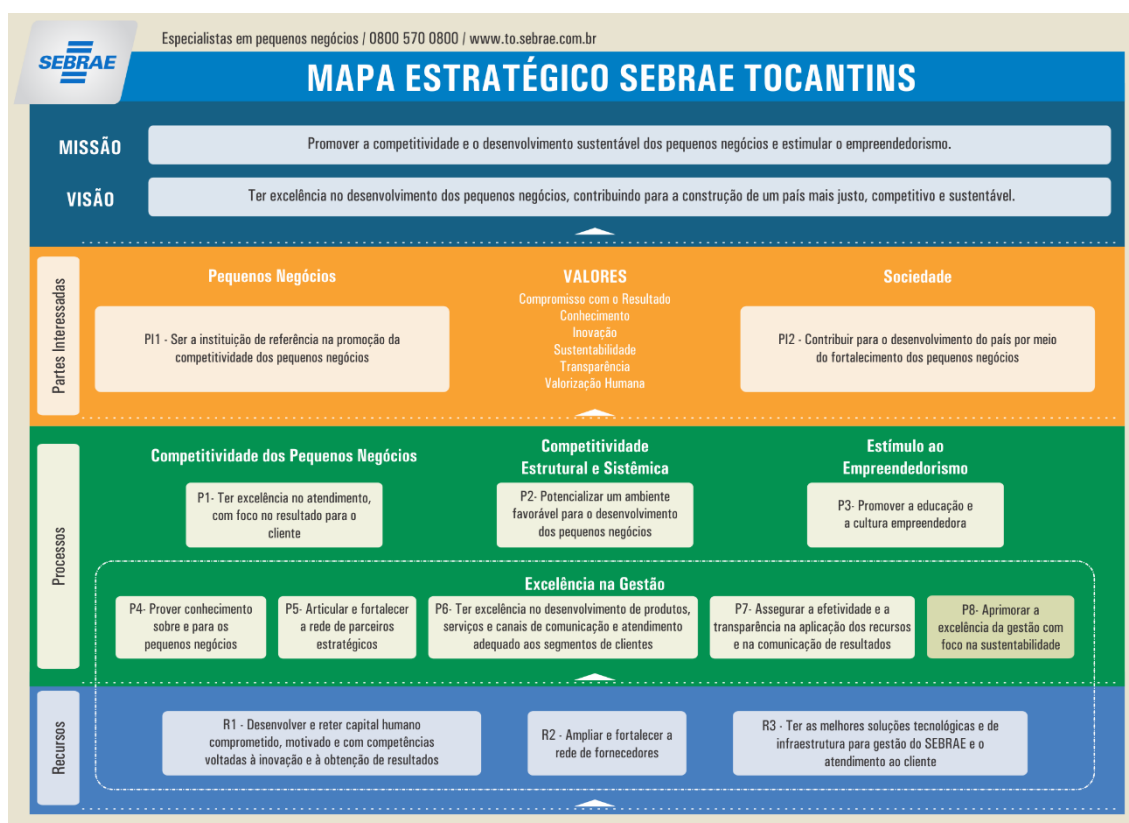 Especialistas em pequenos negócios / 0800 570 0800 / www.to.sebrae.com.br
SEBRAE
MAPA ESTRATÉGICO SEBRAE TOCANTINS
MISSÃO
Promover a competitividade e o desenvolvimento sustentável dos pequenos negócios e estimular o empreendedorismo.
VISÃO
Ter excelência no desenvolvimento dos pequenos negócios, contribuindo para a construção de um país mais justo, competitivo e sustentável.
Partes Interessadas
Pequenos Negócios
PI1 - Ser a instituição de referência na promoção da
competitividade dos pequenos negócios
VALORES
Compromisso com o Resultado
Conhecimento
Inovação
Sustentabilidade
Transparência
Valorização Humana
Sociedade
PI2 - Contribuir para o desenvolvimento do país por meio
do fortalecimento dos pequenos negócios
Processos
Competitividade dos Pequenos Negócios
P1- Ter excelência no atendimento,
com foco no resultado para o
cliente
Competitividade
Estrutural e Sistêmica
P2- Potencializar um ambiente
favorável para o desenvolvimento
dos pequenos negócios
Estímulo ao
Empreendedorismo
P3- Promover a educação e
a cultura empreendedora
Excelência na Gestão
P4- Prover conhecimento
sobre e para os
pequenos negócios
P5- Articular e fortalecer
a rede de parceiros
estratégicos
P6- Ter excelência no desenvolvimento de produtos,
serviços e canais de comunicação e atendimento
adequado aos segmentos de clientes
P7- Assegurar a efetividade e a
transparência na aplicação dos recursos
e na comunicação de resultados
P8- Aprimorar a
excelência da gestão com
foco na sustentabilidade
Recursos
R1 - Desenvolver e reter capital humano
comprometido, motivado e com competências
voltadas à inovação e à obtenção de resultados
R2 - Ampliar e fortalecer a
rede de fornecedores
R3 - Ter as melhores soluções tecnológicas e de
infraestrutura para gestão do SEBRAE e o
atendimento ao cliente